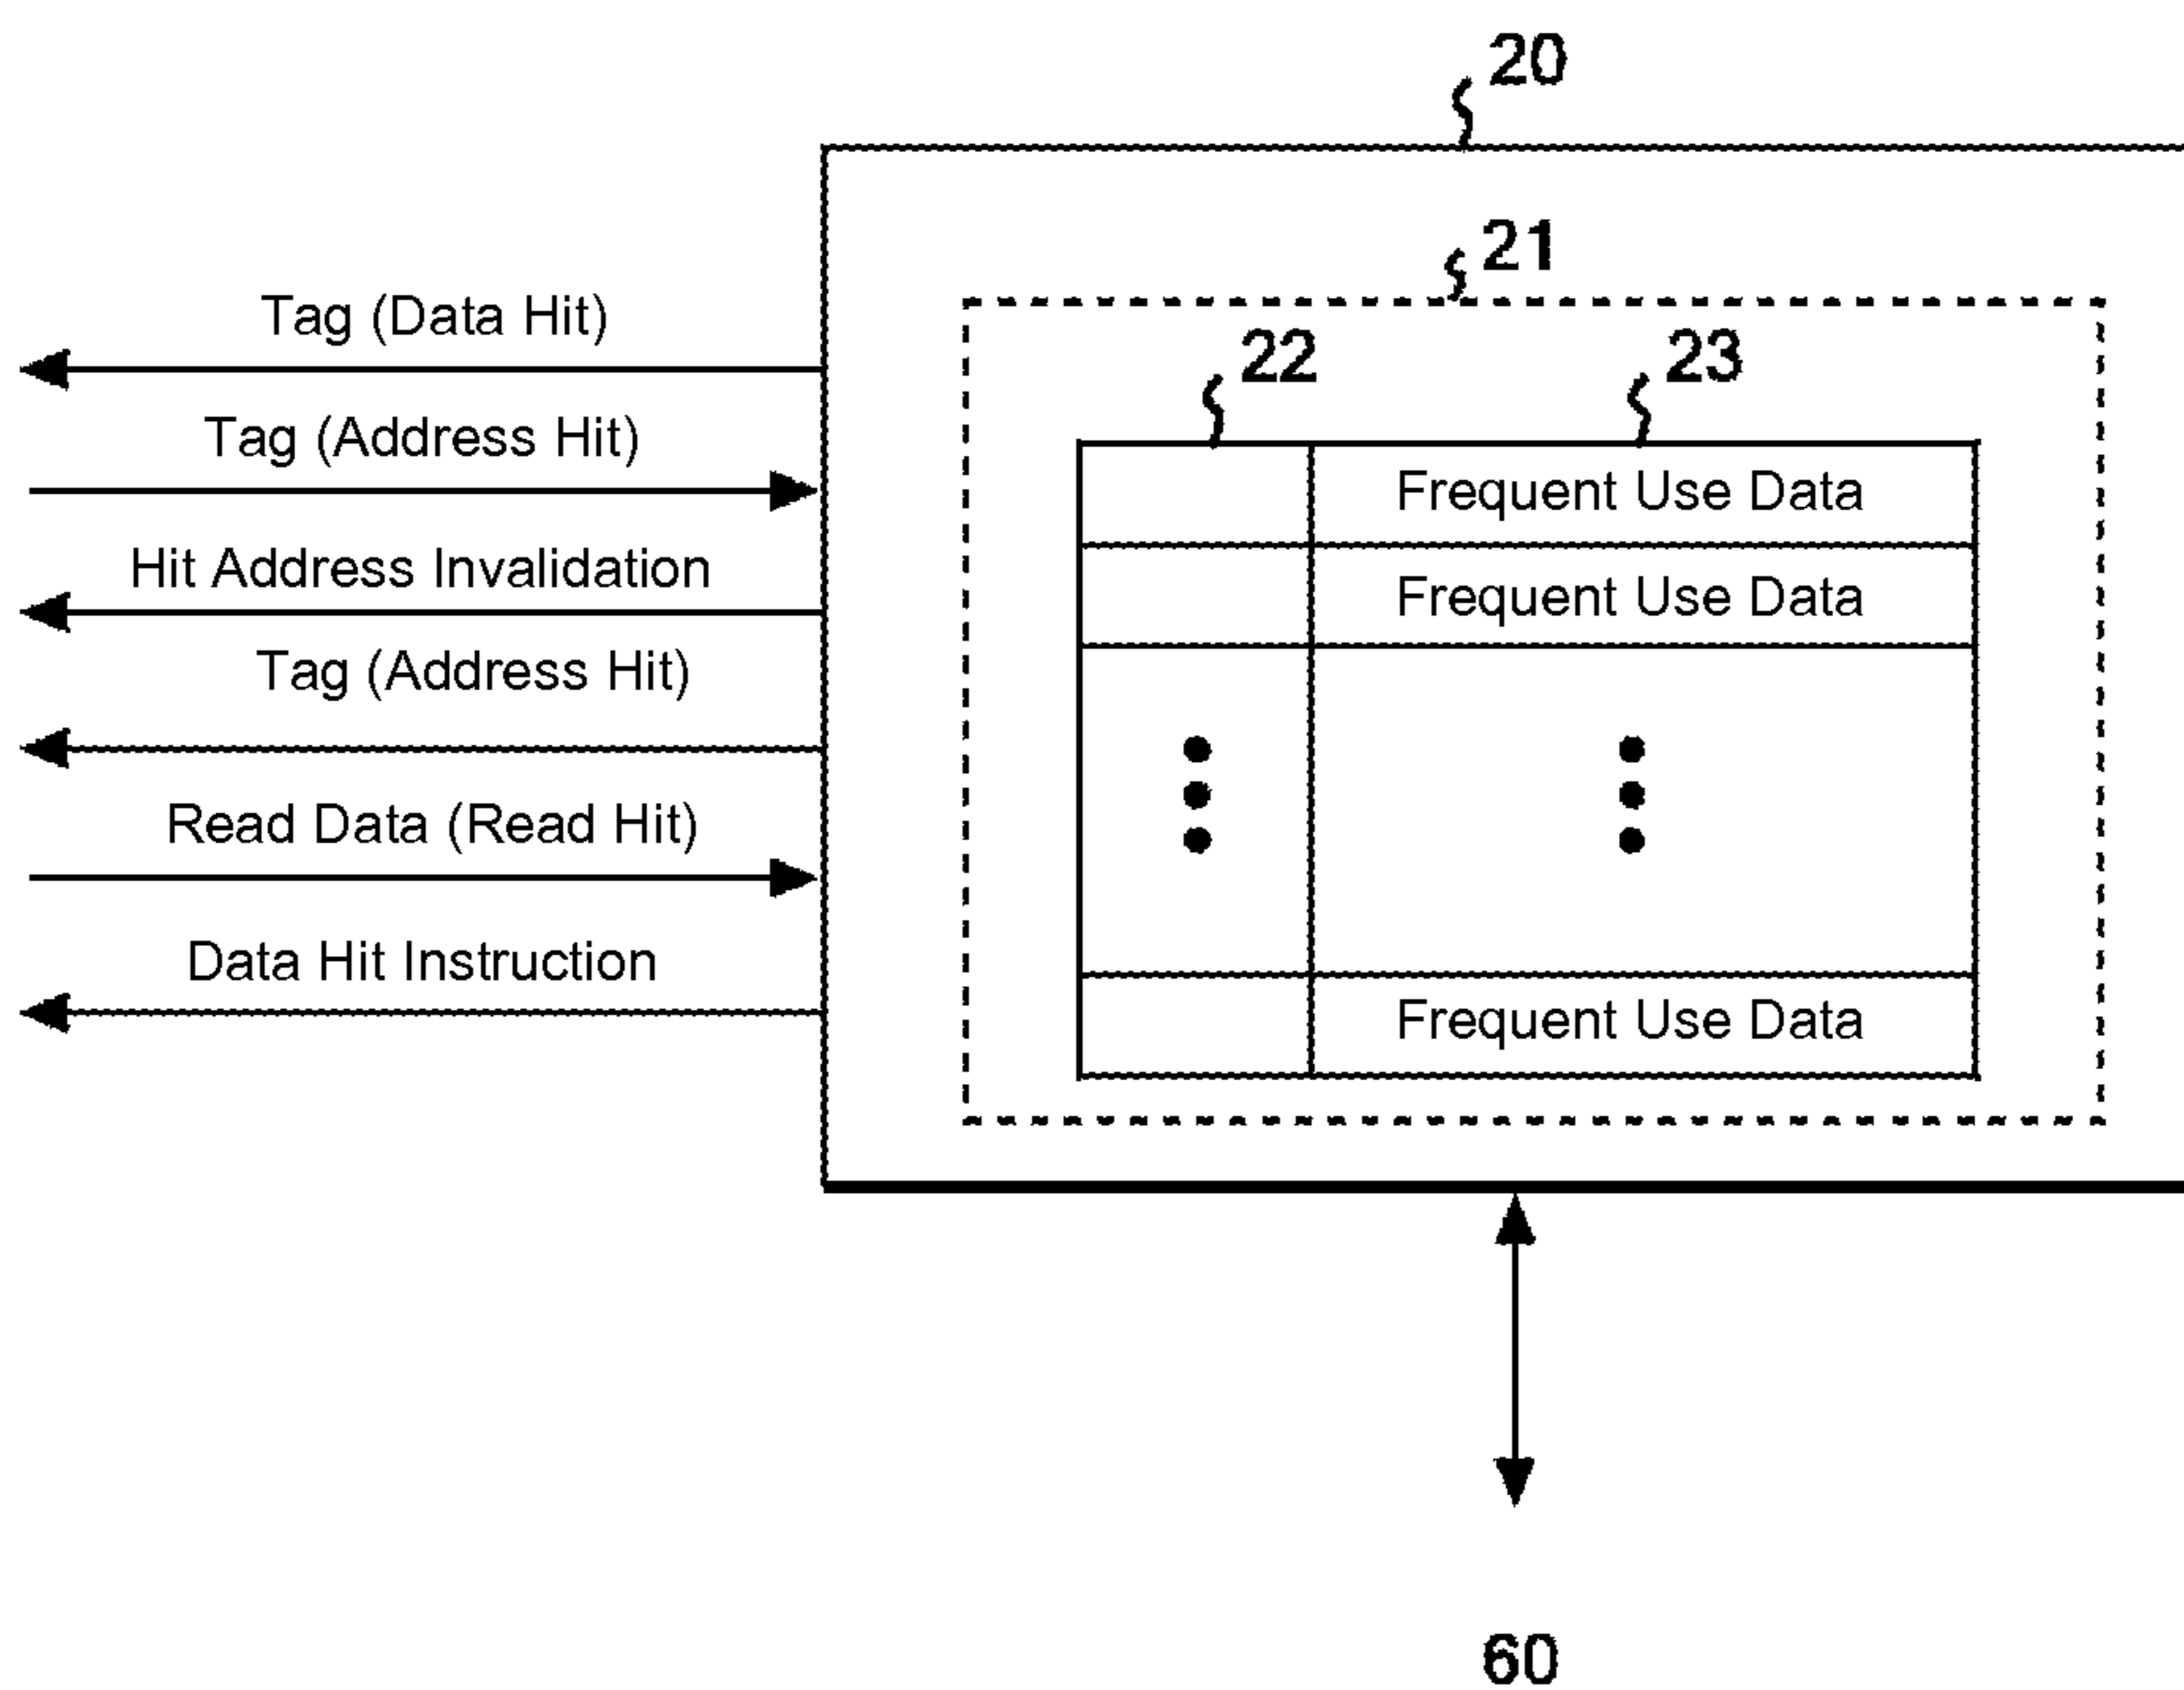 20
21
22
23
Tag (Data Hit)
Tag (Address Hit)
Hit Address Invalidation
Tag (Address Hit)
Read Data (Read Hit)
Data Hit Instruction
Frequent Use Data
Frequent Use Data
Frequent Use Data
60